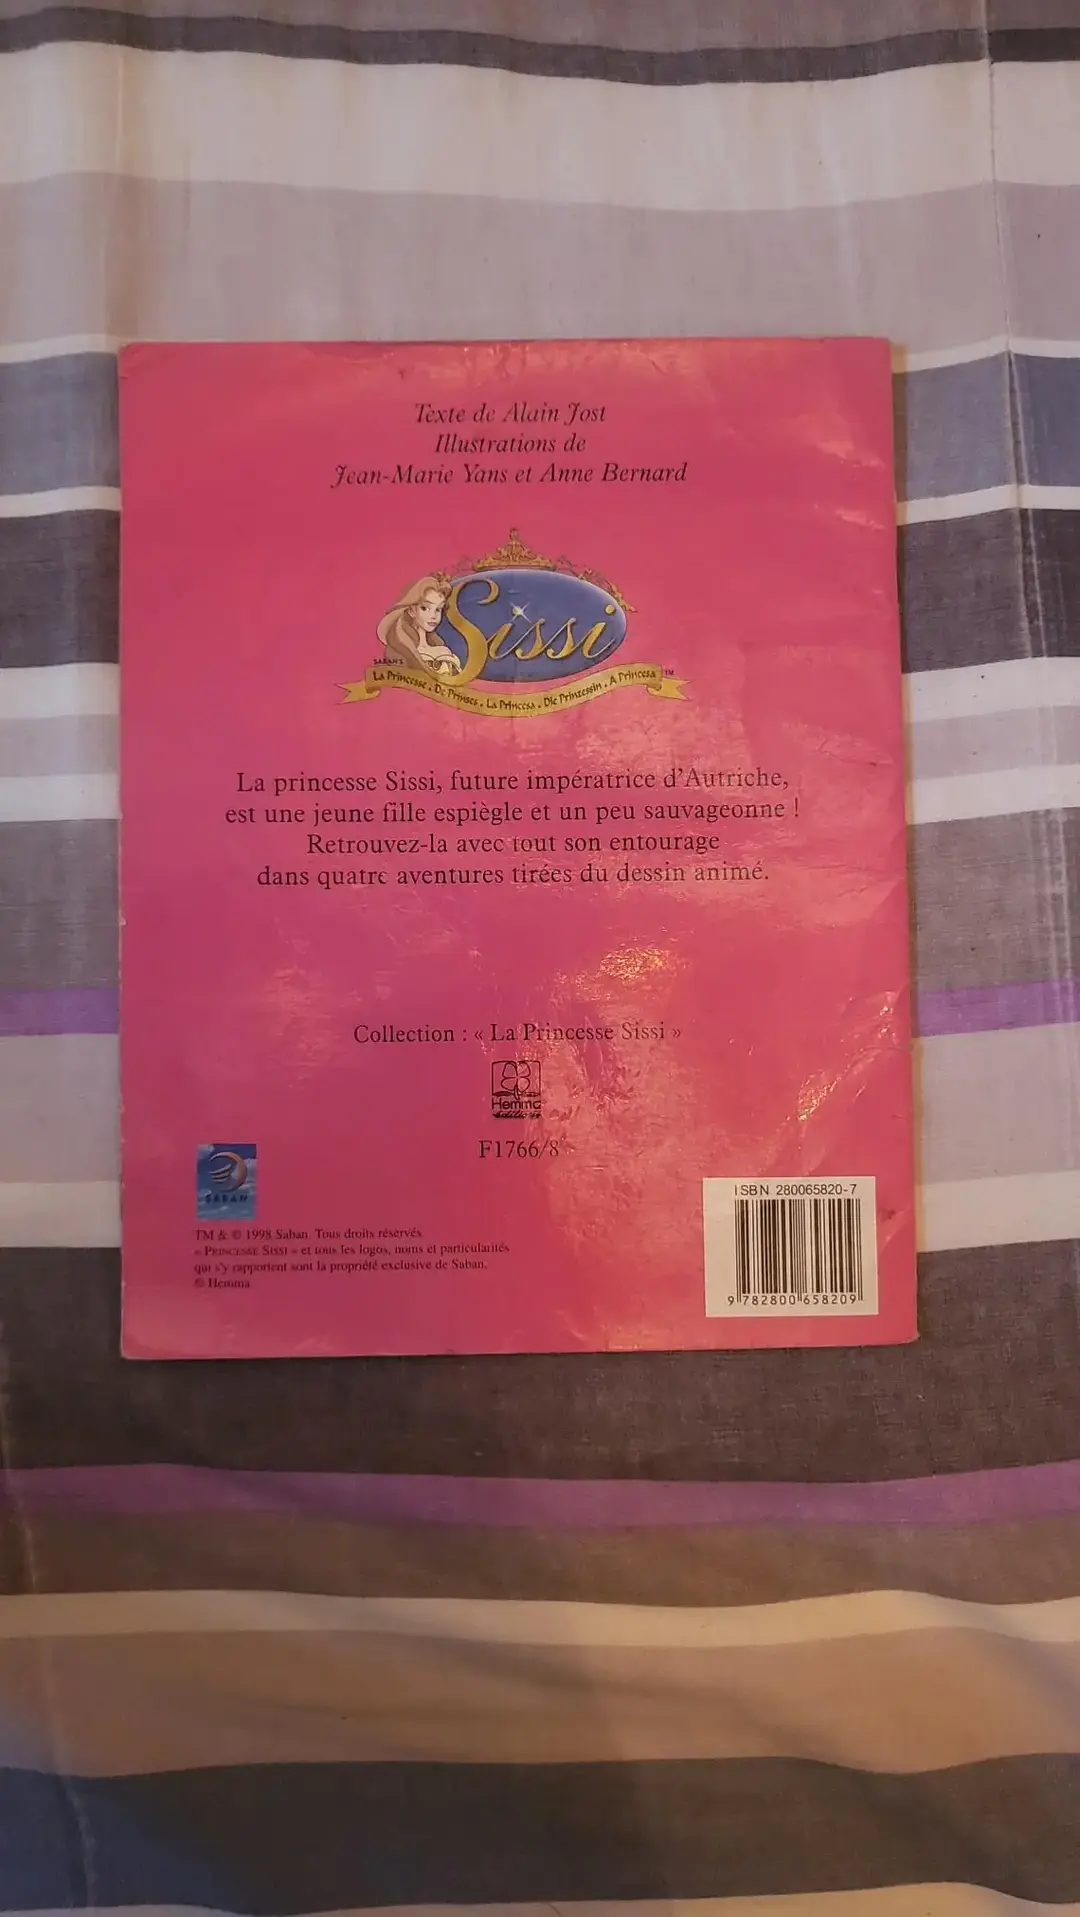 Texte de Alain Jost
Illustrations de
Jean-Marie Yans et Anne Bernard
Sissi
SABAN'S
La Princesse . De Prinses . La Princesa . Die Prinzessin . A Princesa TM
La princesse Sissi, future impératrice d'Autriche,
est une jeune fille espiègle et un peu sauvageonne !
Retrouvez-la avec tout son entourage
dans quatre aventures tirées du dessin animé.
Collection : « La Princesse Sissi »
Hemma
éditions
F1766/8
SABAN
TM & © 1998 Saban. Tous droits réservés
« PRINCESSE SISSI » et tous les logos, noms et particularités
qui s'y rapportent sont la propriété exclusive de Saban.
© Hemma
ISBN 280065820-7
9 782800 658209